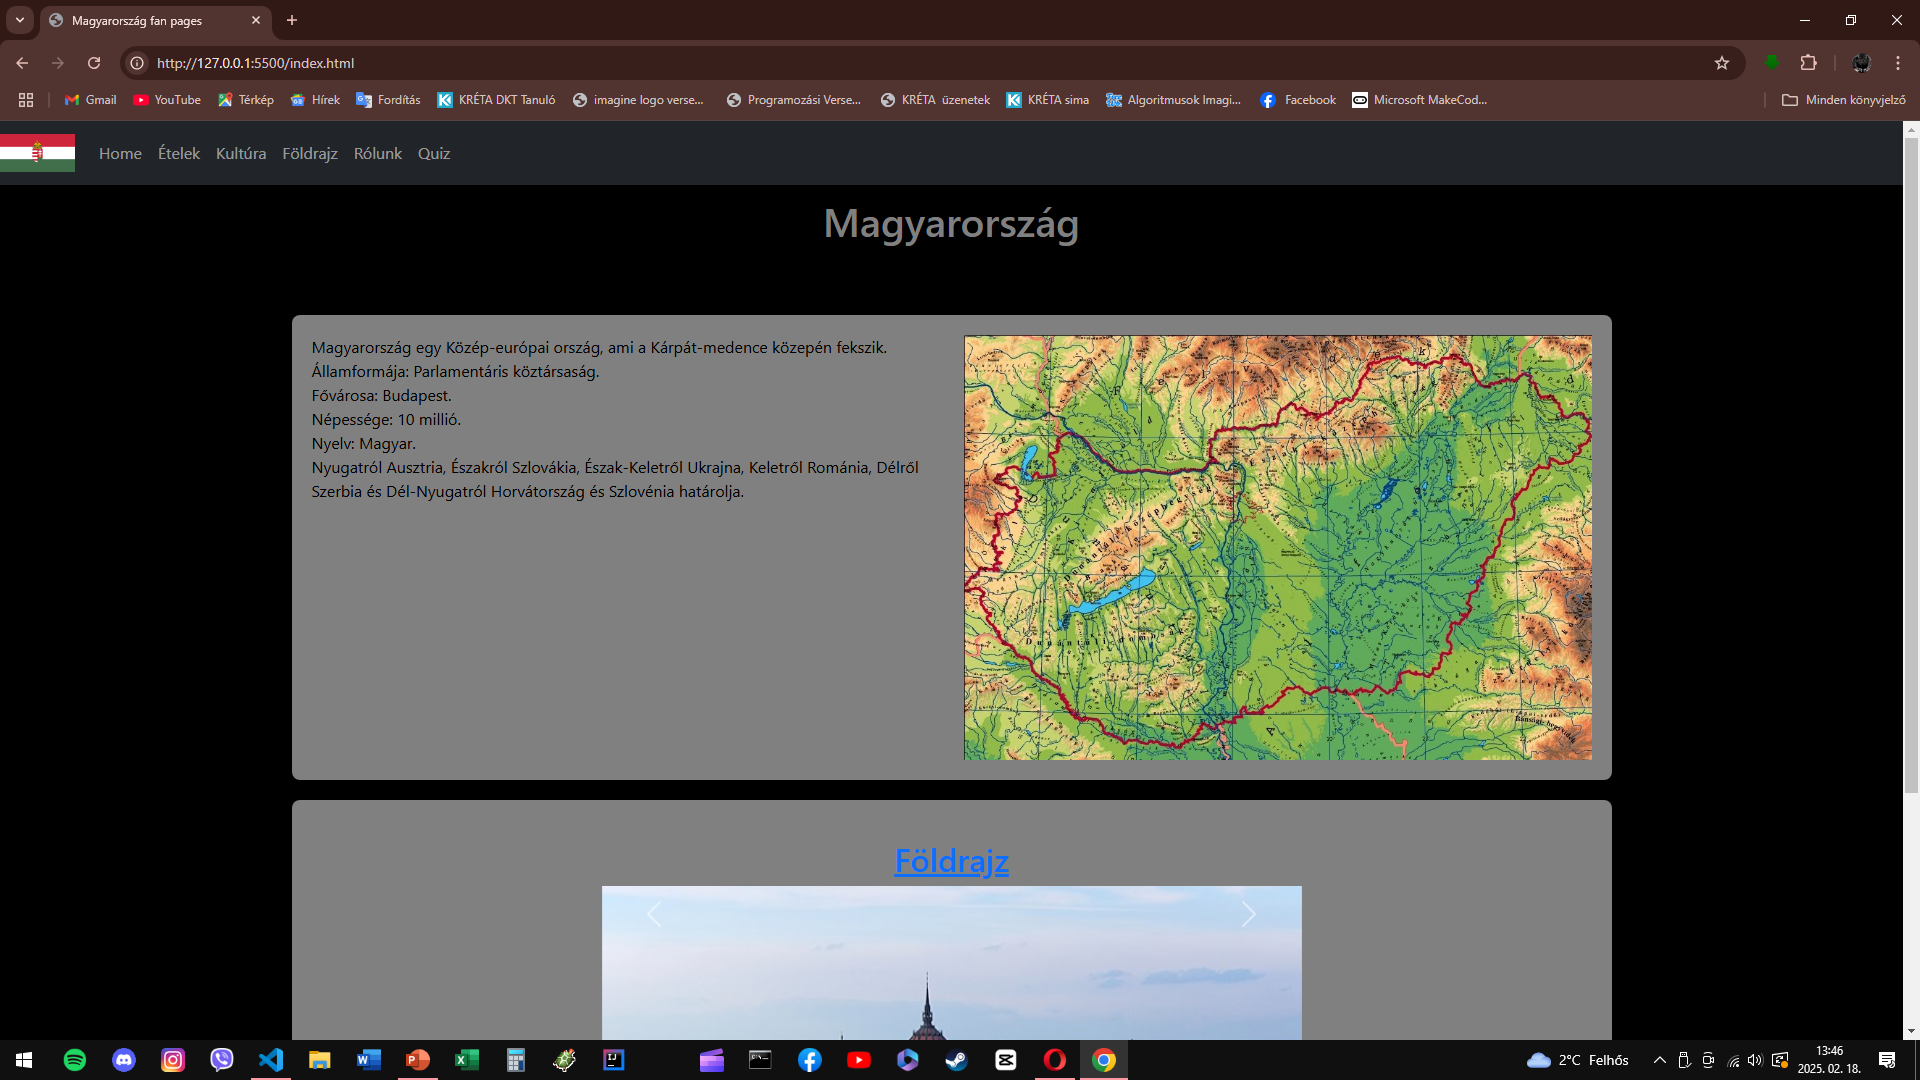 Magyarország fan pages
http://127.0.0.1:5500/index.html
Gmail
YouTube
Térkép
Hírek
Fordítás
KRÉTA DKT Tanuló
imagine logo verse...
Programozási Verse...
KRÉTA üzenetek
KRÉTA sima
Algoritmusok Imagi...
Facebook
Microsoft MakeCod...
Minden könyvjelző
Home Ételek Kultúra Földrajz Rólunk Quiz
Magyarország
Magyarország egy Közép-európai ország, ami a Kárpát-medence közepén fekszik.
Államformája: Parlamentáris köztársaság.
Fővárosa: Budapest.
Népessége: 10 millió.
Nyelv: Magyar.
Nyugatról Ausztria, Északról Szlovákia, Észak-Keletről Ukrajna, Keletről Románia, Délről
Szerbia és Dél-Nyugatról Horvátország és Szlovénia határolja.
Földrajz
2°C Felhős
13:46
2025. 02. 18.